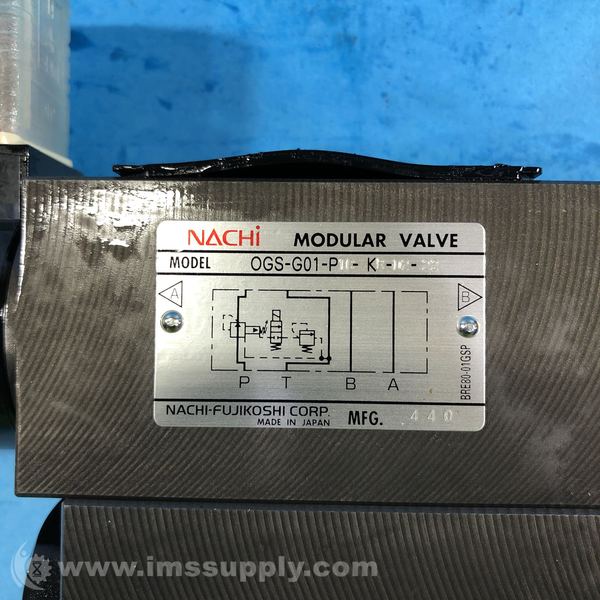 NACHi MODULAR VALVE
MODEL OGS-G01-P
A
B
P T B A
BRE80-01GSP
NACHI-FUJIKOSHI CORP.
MADE IN JAPAN
MFG. 440
www.imssupply.com